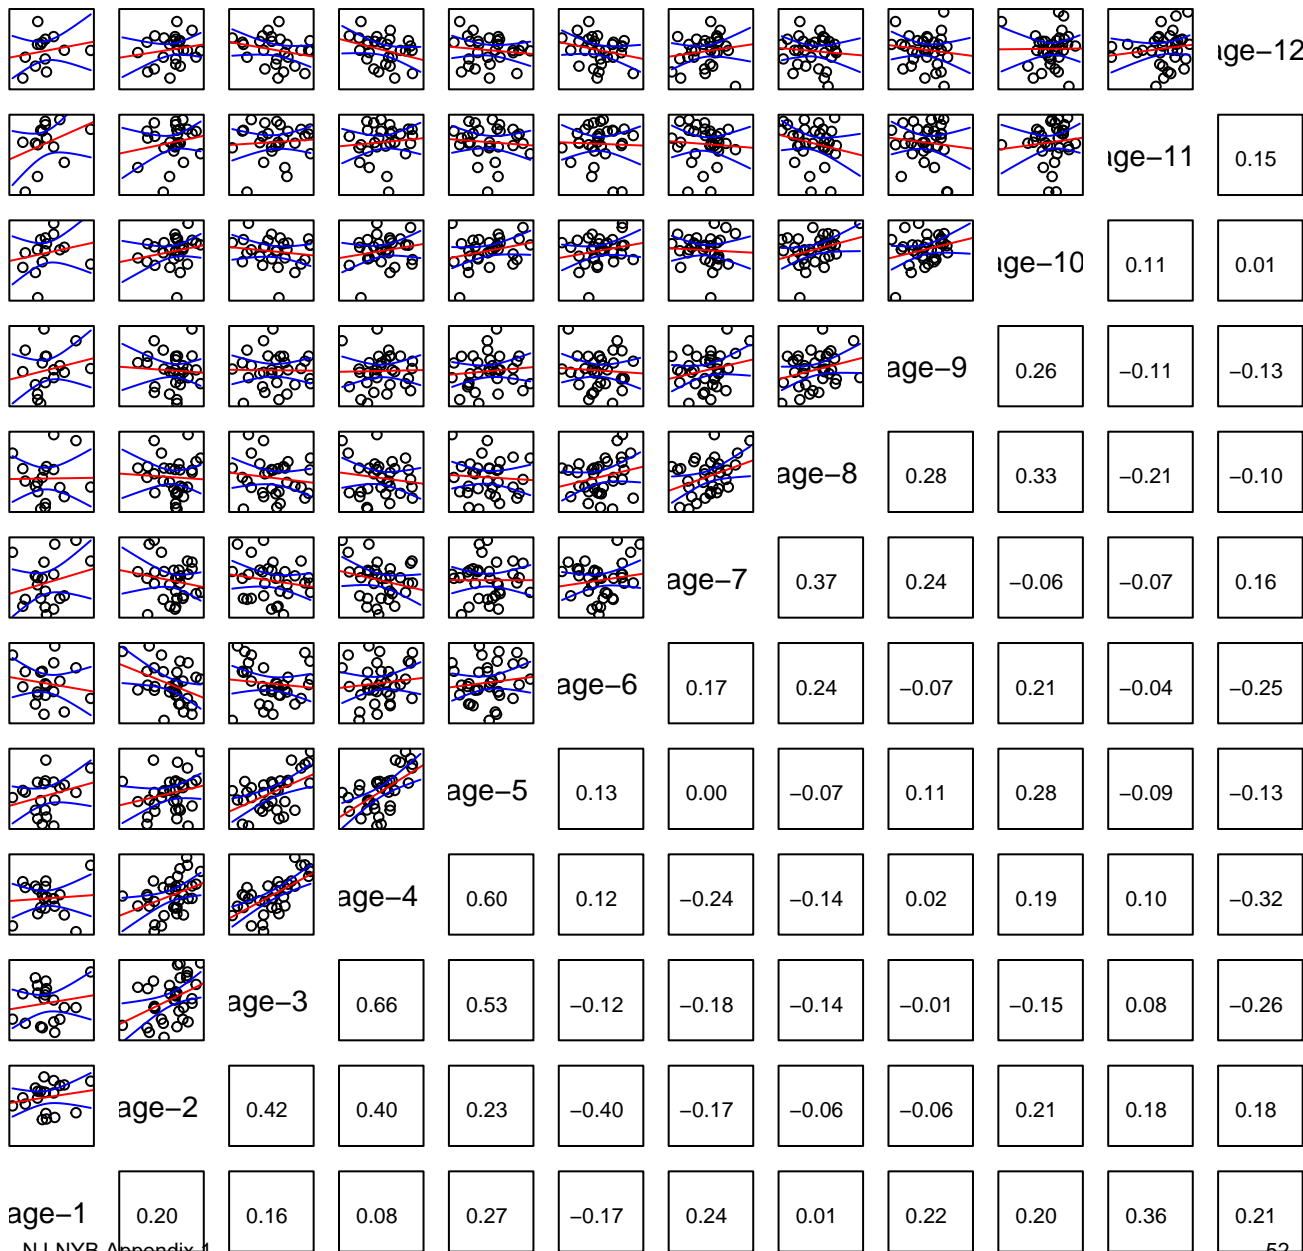 age−12
age−11 0.15
age−10 0.11 0.01
age−9 0.26 −0.11 −0.13
age−8 0.28 0.33 −0.21 −0.10
age−7 0.37 0.24 −0.06 −0.07 0.16
age−6 0.17 0.24 −0.07 0.21 −0.04 −0.25
age−5 0.13 0.00 −0.07 0.11 0.28 −0.09 −0.13
age−4 0.60 0.12 −0.24 −0.14 0.02 0.19 0.10 −0.32
age−3 0.66 0.53 −0.12 −0.18 −0.14 −0.01 −0.15 0.08 −0.26
age−2 0.42 0.40 0.23 −0.40 −0.17 −0.06 −0.06 0.21 0.18 0.18
age−1 0.20 0.16 0.08 0.27 −0.17 0.24 0.01 0.22 0.20 0.36 0.21
NJ-NYB Appendix 1 52